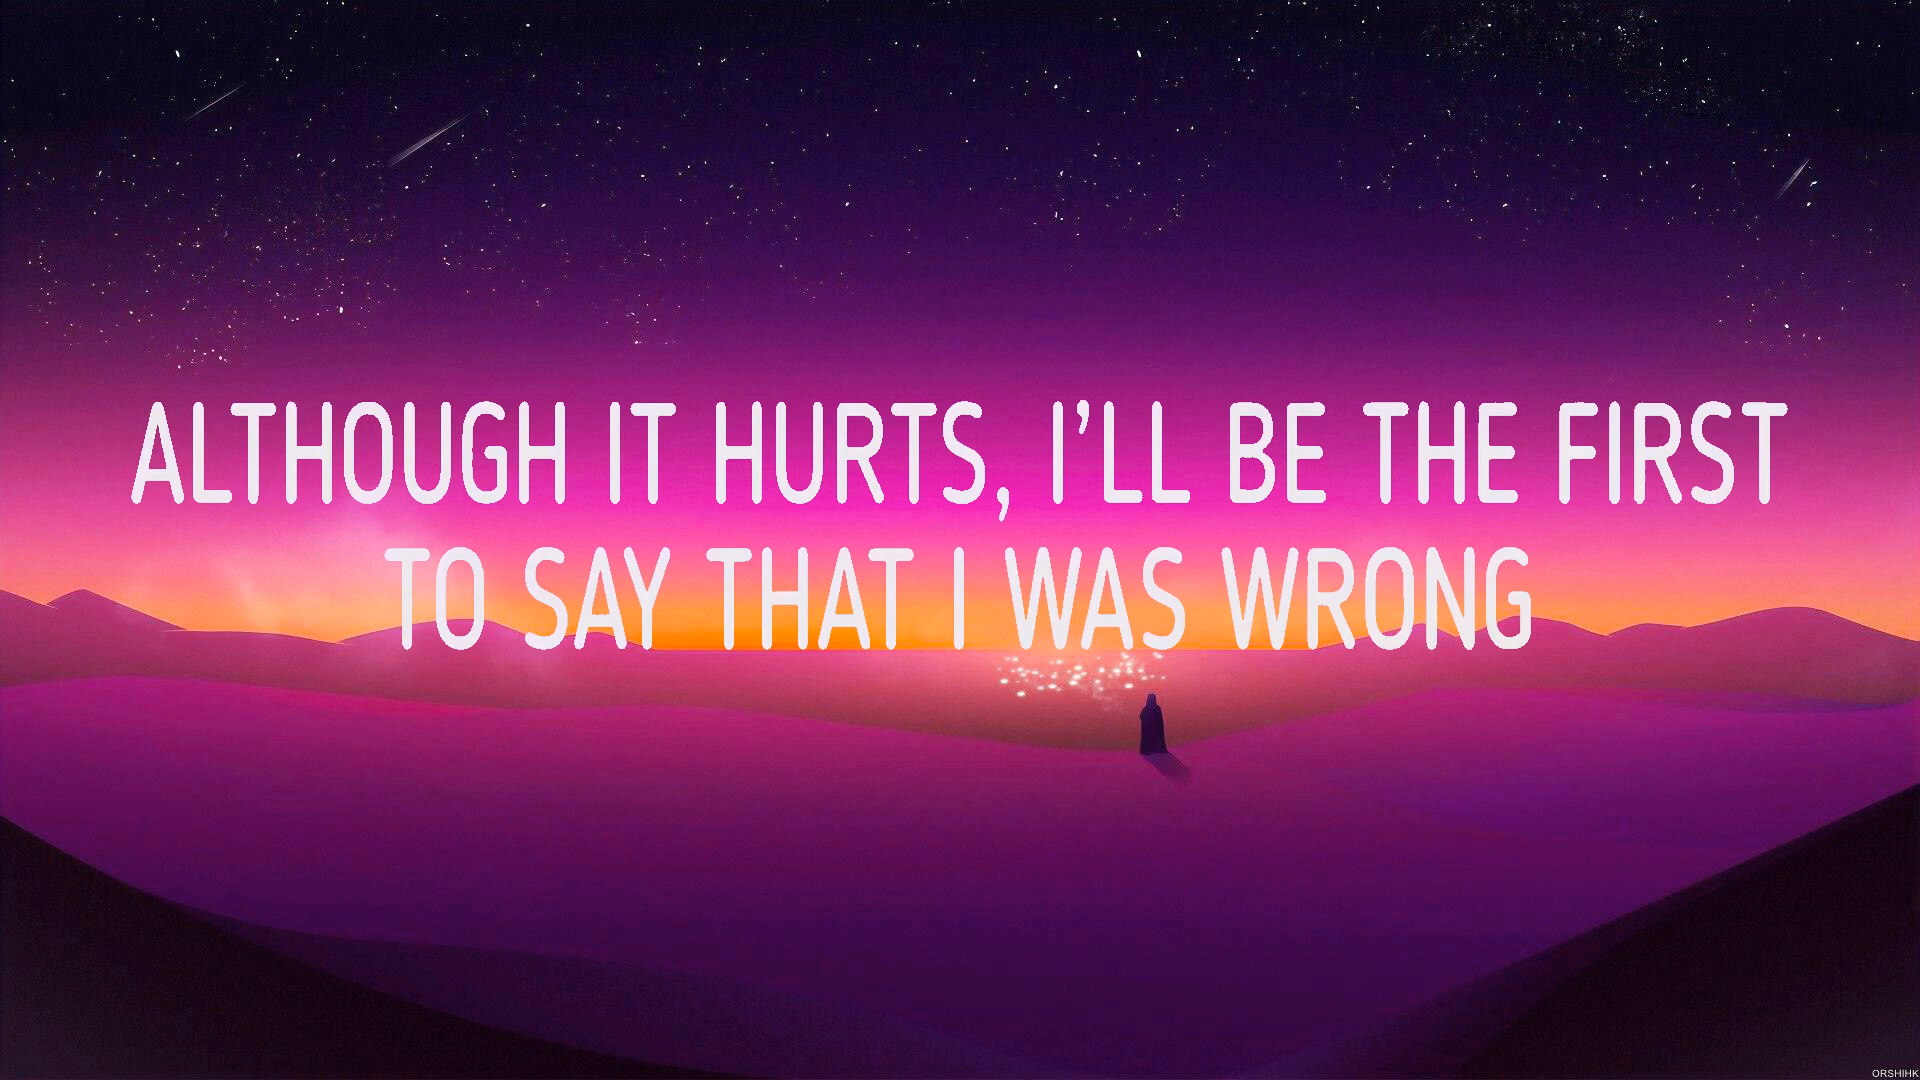 ALTHOUGH IT HURTS, I’LL BE THE FIRST
TO SAY THAT I WAS WRONG
ORSHIHK